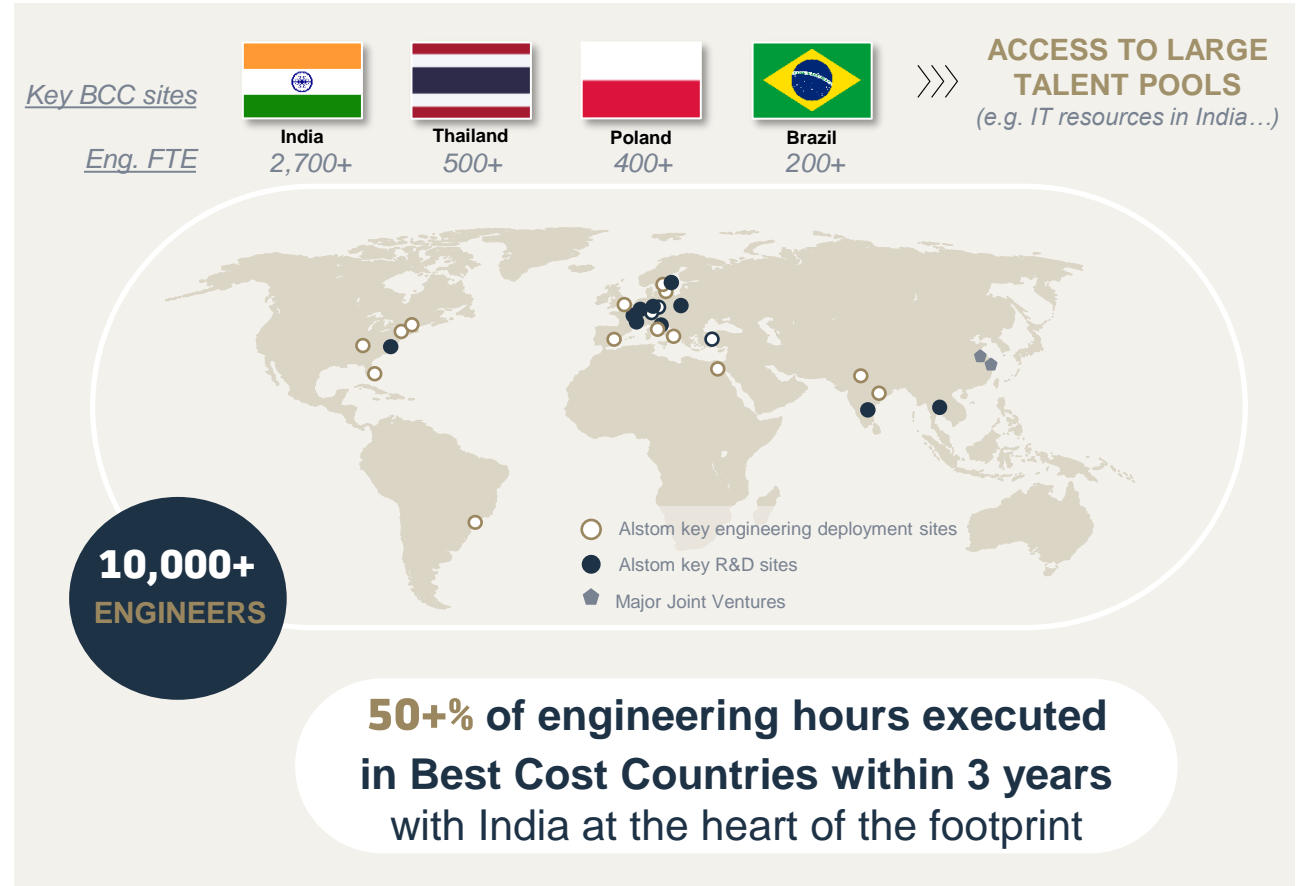 Key BCC sites
India
Thailand
Poland
Brazil
ACCESS TO LARGE
TALENT POOLS
(e.g. IT resources in India…)
Eng. FTE
2,700+
500+
400+
200+
Alstom key engineering deployment sites
Alstom key R&D sites
Major Joint Ventures
10,000+
ENGINEERS
50+% of engineering hours executed
in Best Cost Countries within 3 years
with India at the heart of the footprint